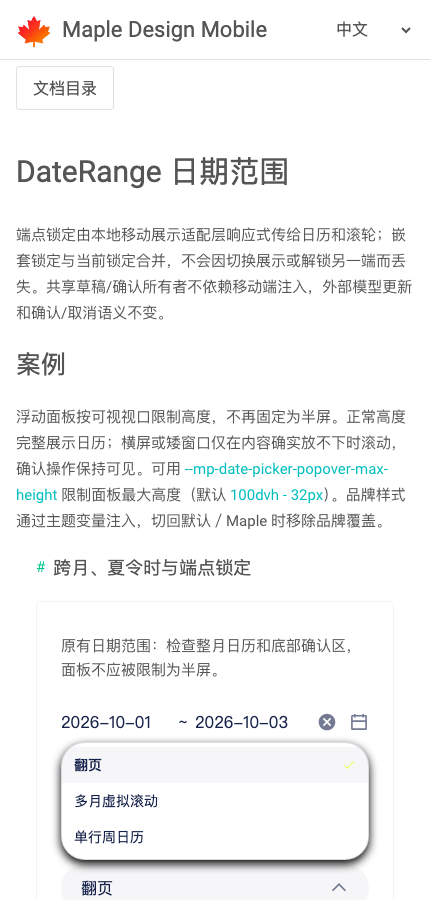 Maple Design Mobile
中文
文档目录
DateRange 日期范围
端点锁定由本地移动展示适配层响应式传给日历和滚轮；嵌
套锁定与当前锁定合并，不会因切换展示或解锁另一端而丢
失。共享草稿/确认所有者不依赖移动端注入，外部模型更新
和确认/取消语义不变。
案例
浮动面板按可视视口限制高度，不再固定为半屏。正常高度
完整展示日历；横屏或矮窗口仅在内容确实放不下时滚动，
确认操作保持可见。可用 --mp-date-picker-popover-max-
height 限制面板最大高度（默认 100dvh - 32px）。品牌样式
通过主题变量注入，切回默认 / Maple 时移除品牌覆盖。
# 跨月、夏令时与端点锁定
原有日期范围：检查整月日历和底部确认区，
面板不应被限制为半屏。
2026-10-01 ~ 2026-10-03
翻页
多月虚拟滚动
单行周日历
翻页